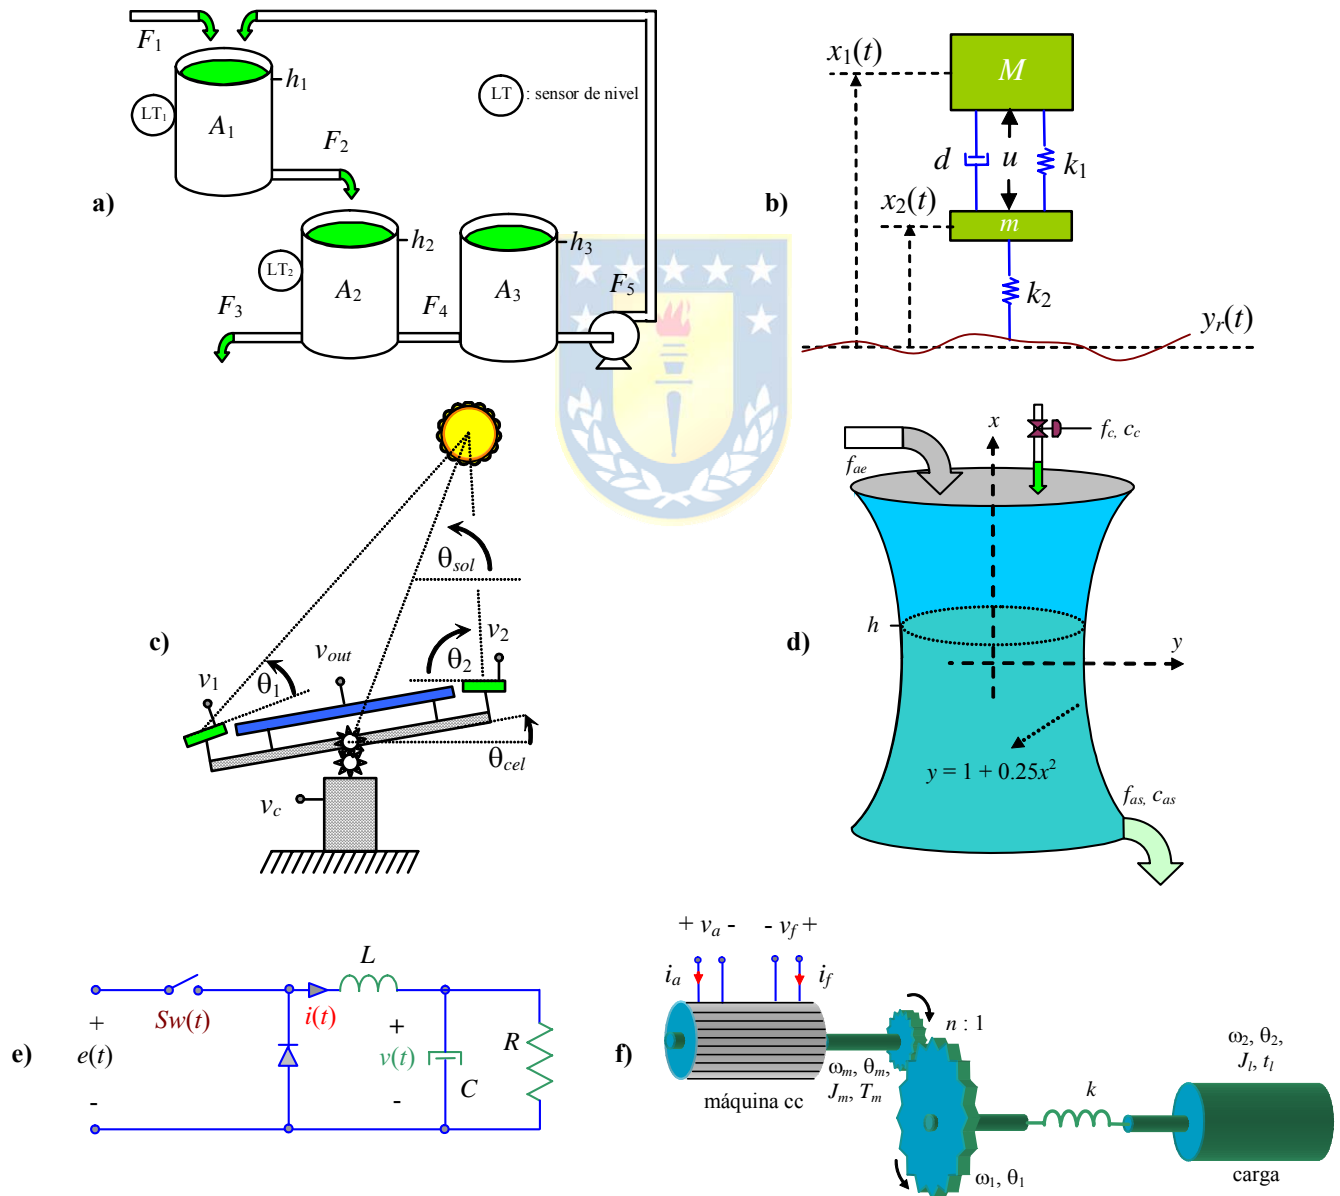 F₁
h₁
LT₁
A₁
F₂
LT : sensor de nivel
a)
h₂
h₃
LT₂
A₂
A₃
F₃
F₄
F₅
x₁(t)
M
d
u
k₁
b)
x₂(t)
m
k₂
yᵣ(t)
θsol
c)
v₁
θ₁
vout
θ₂
v₂
θcel
vc
x
fc, cc
fae
h
y
d)
y = 1 + 0.25x²
fas, cas
L
Sw(t)
i(t)
+
e(t)
-
+
v(t)
-
R
C
e)
+ va - - vf +
ia
if
n : 1
f)
ωm, θm,
Jm, Tm
máquina cc
k
ω₂, θ₂,
Jl, tl
carga
ω₁, θ₁